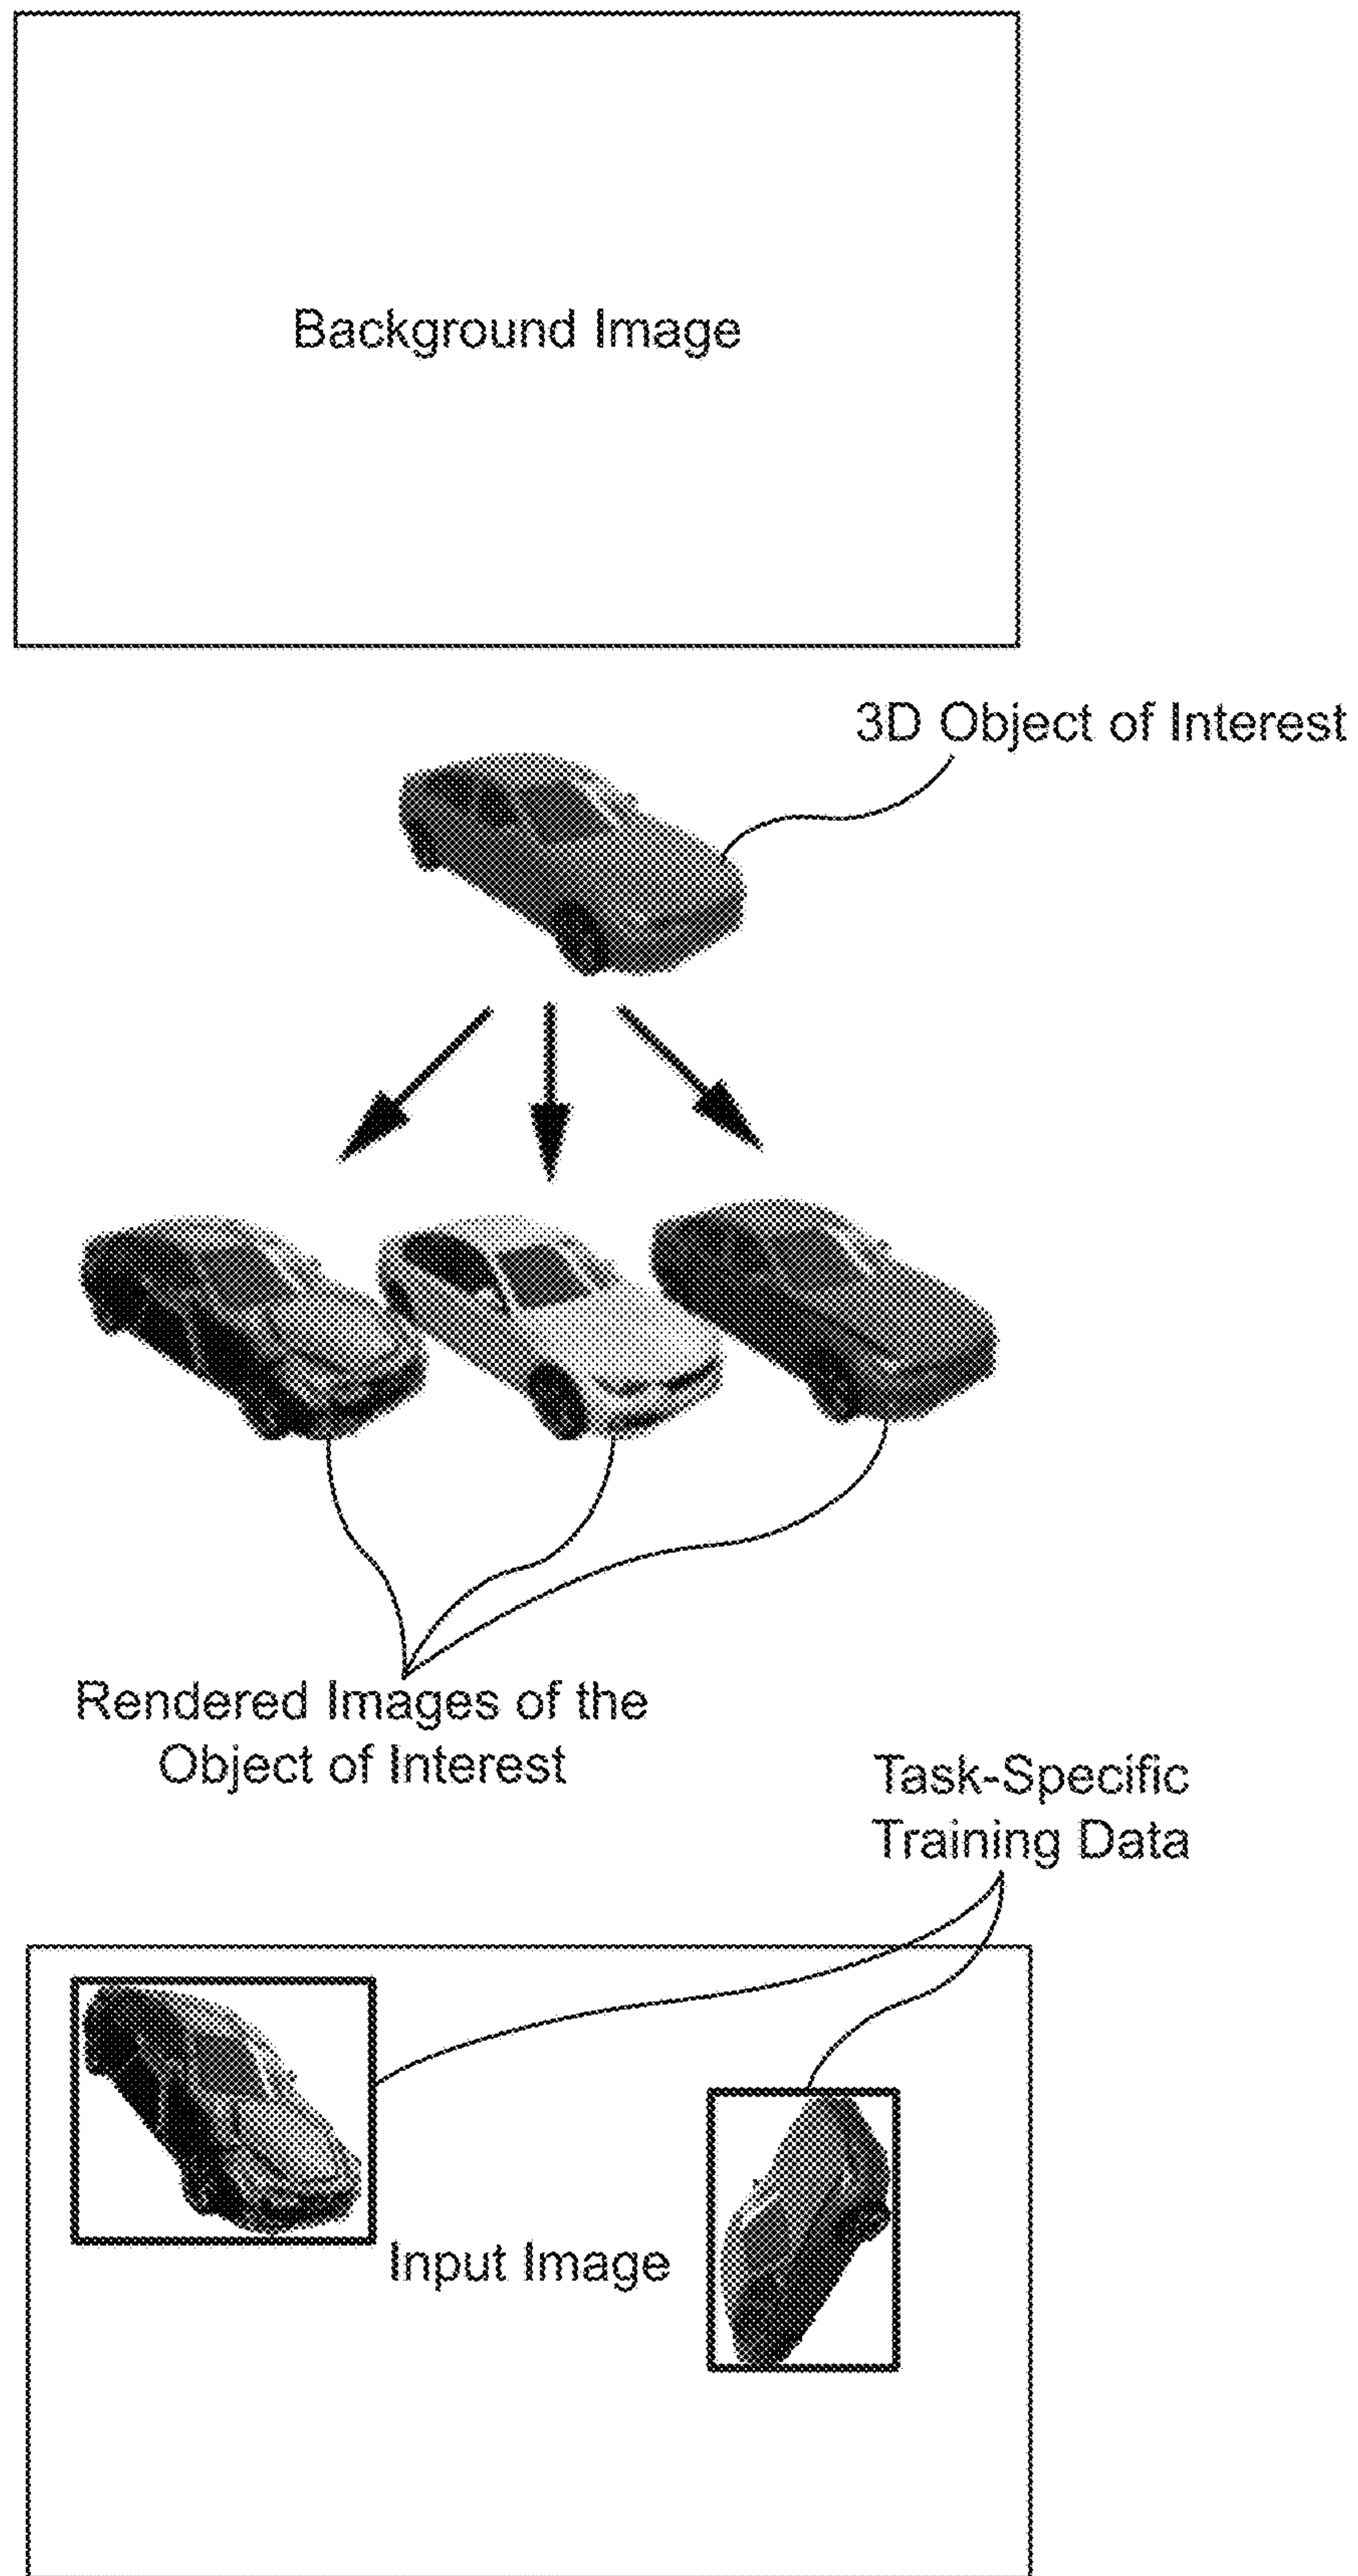 Background Image
3D Object of Interest
Rendered Images of the
Object of Interest
Task-Specific
Training Data
Input Image